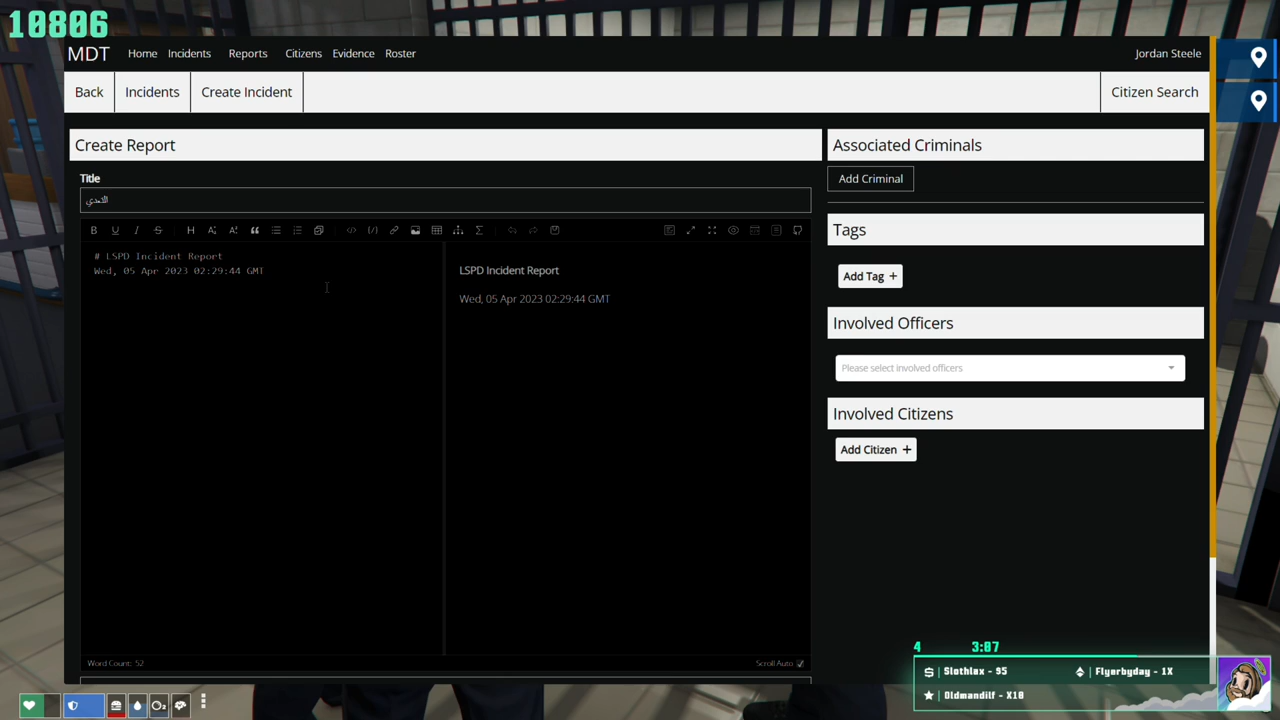 10806
MDT Home Incidents Reports Citizens Evidence Roster Jordan Steele
Back Incidents Create Incident Citizen Search
Create Report
Title
# LSPD Incident Report
Wed, 05 Apr 2023 02:29:44 GMT
LSPD Incident Report
Wed, 05 Apr 2023 02:29:44 GMT
Word Count: 52 Scroll Auto
Associated Criminals
Add Criminal
Tags
Add Tag +
Involved Officers
Please select involved officers
Involved Citizens
Add Citizen +
4 3:07
Slothlax - 95 Flyerbyday - 1X
Oldmandilf - X10